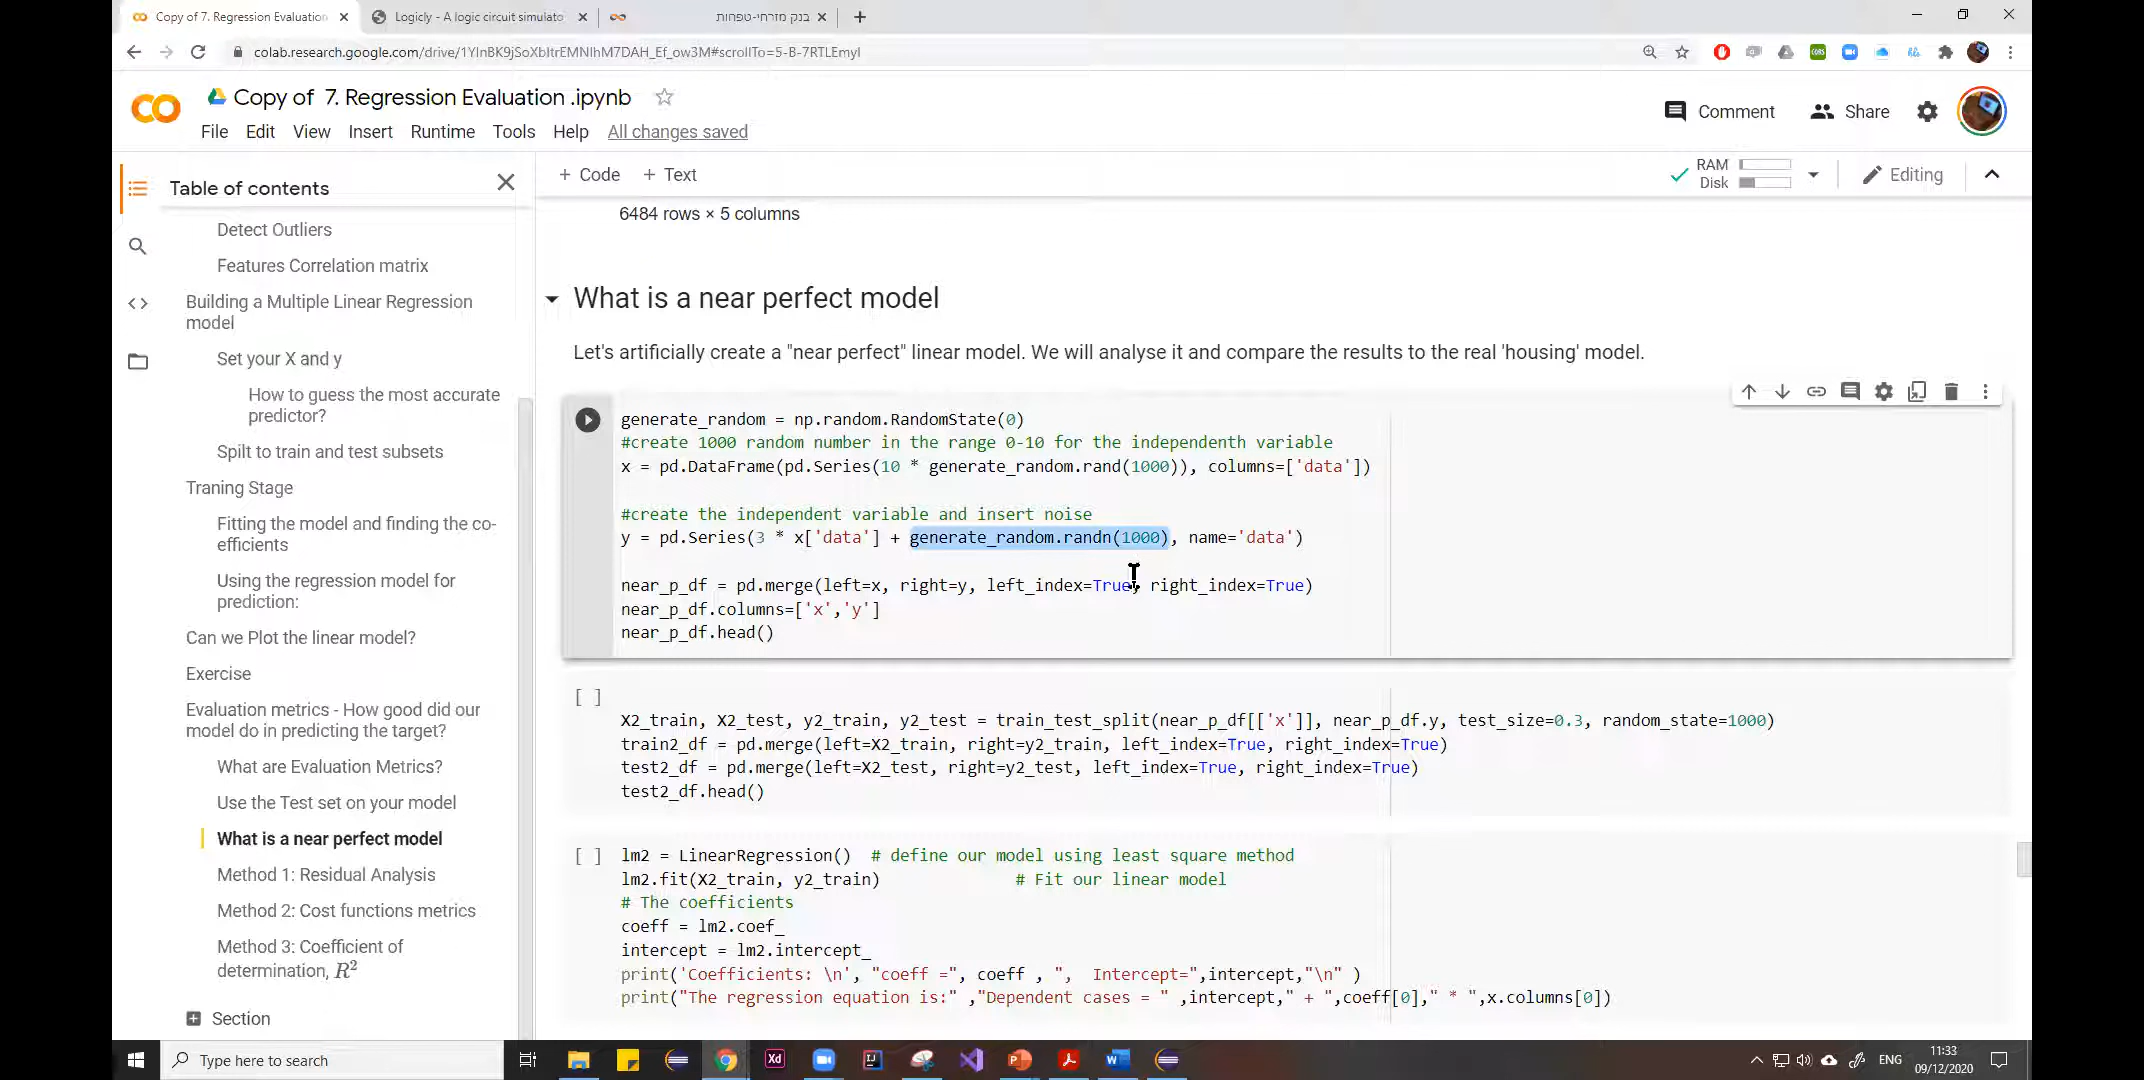 Copy of 7. Regression Evaluation
Logicly - A logic circuit simulato
בנק מזרחי-טפחות
colab.research.google.com/drive/1YlnBK9jSoXbltrEMNIhM7DAH_Ef_ow3M#scrollTo=5-B-7RTLEmyI
Copy of 7. Regression Evaluation .ipynb
Comment
Share
File Edit View Insert Runtime Tools Help All changes saved
Table of contents
+ Code + Text
RAM
Disk
Editing
Detect Outliers
Features Correlation matrix
Building a Multiple Linear Regression
model
Set your X and y
How to guess the most accurate
predictor?
Spilt to train and test subsets
Traning Stage
Fitting the model and finding the co-
efficients
Using the regression model for
prediction:
Can we Plot the linear model?
Exercise
Evaluation metrics - How good did our
model do in predicting the target?
What are Evaluation Metrics?
Use the Test set on your model
What is a near perfect model
Method 1: Residual Analysis
Method 2: Cost functions metrics
Method 3: Coefficient of
determination, R²
Section
6484 rows × 5 columns
What is a near perfect model
Let's artificially create a "near perfect" linear model. We will analyse it and compare the results to the real 'housing' model.
generate_random = np.random.RandomState(0)
#create 1000 random number in the range 0-10 for the independenth variable
x = pd.DataFrame(pd.Series(10 * generate_random.rand(1000)), columns=['data'])
#create the independent variable and insert noise
y = pd.Series(3 * x['data'] + generate_random.randn(1000), name='data')
near_p_df = pd.merge(left=x, right=y, left_index=True, right_index=True)
near_p_df.columns=['x','y']
near_p_df.head()
[ ]
X2_train, X2_test, y2_train, y2_test = train_test_split(near_p_df[['x']], near_p_df.y, test_size=0.3, random_state=1000)
train2_df = pd.merge(left=X2_train, right=y2_train, left_index=True, right_index=True)
test2_df = pd.merge(left=X2_test, right=y2_test, left_index=True, right_index=True)
test2_df.head()
[ ] lm2 = LinearRegression() # define our model using least square method
lm2.fit(X2_train, y2_train) # Fit our linear model
# The coefficients
coeff = lm2.coef_
intercept = lm2.intercept_
print('Coefficients: \n', "coeff =", coeff , ", Intercept=",intercept,"\n" )
print("The regression equation is:" ,"Dependent cases = " ,intercept," + ",coeff[0]," * ",x.columns[0])
Type here to search
Xd
ENG
11:33
09/12/2020